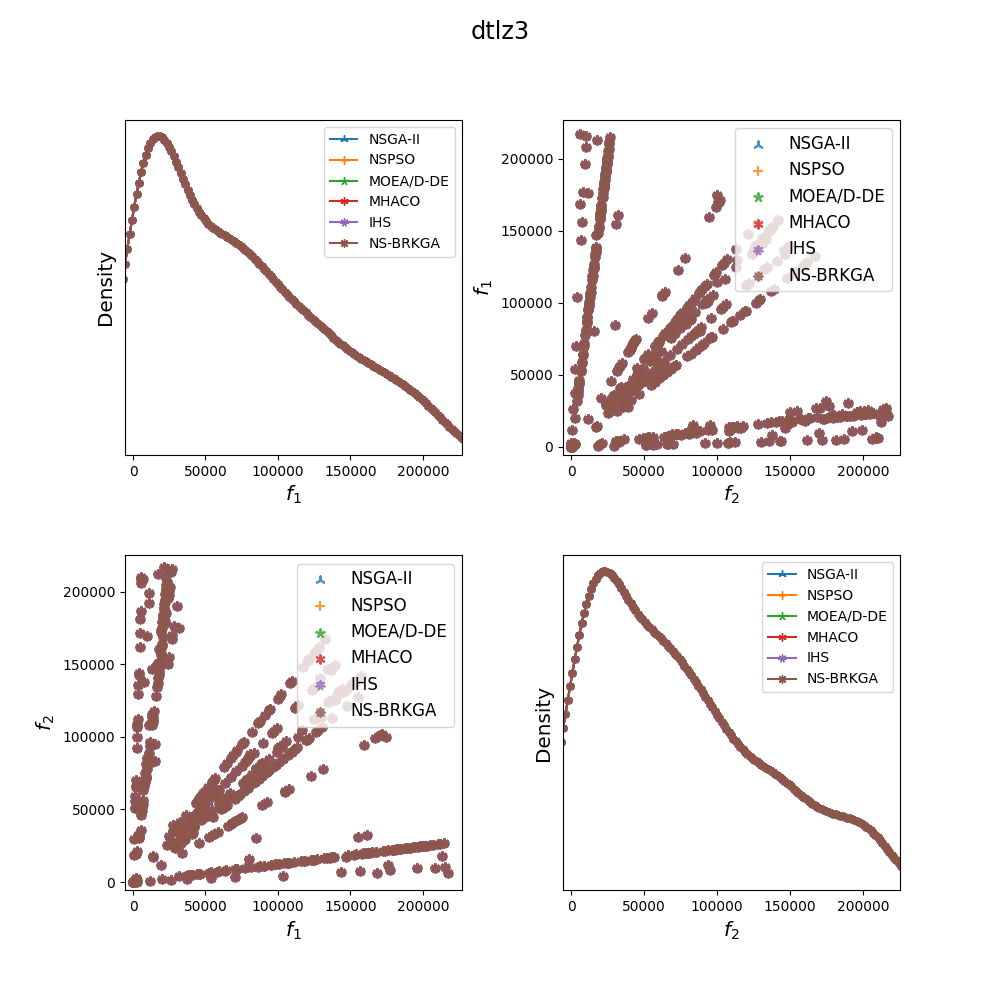 dtlz3
Density
NSGA-II
NSPSO
MOEA/D-DE
MHACO
IHS
NS-BRKGA
0 50000 100000 150000 200000
f1
f1
200000
150000
100000
50000
0
NSGA-II
NSPSO
MOEA/D-DE
MHACO
IHS
NS-BRKGA
0 50000 100000 150000 200000
f2
f2
200000
150000
100000
50000
0
NSGA-II
NSPSO
MOEA/D-DE
MHACO
IHS
NS-BRKGA
0 50000 100000 150000 200000
f1
Density
NSGA-II
NSPSO
MOEA/D-DE
MHACO
IHS
NS-BRKGA
0 50000 100000 150000 200000
f2